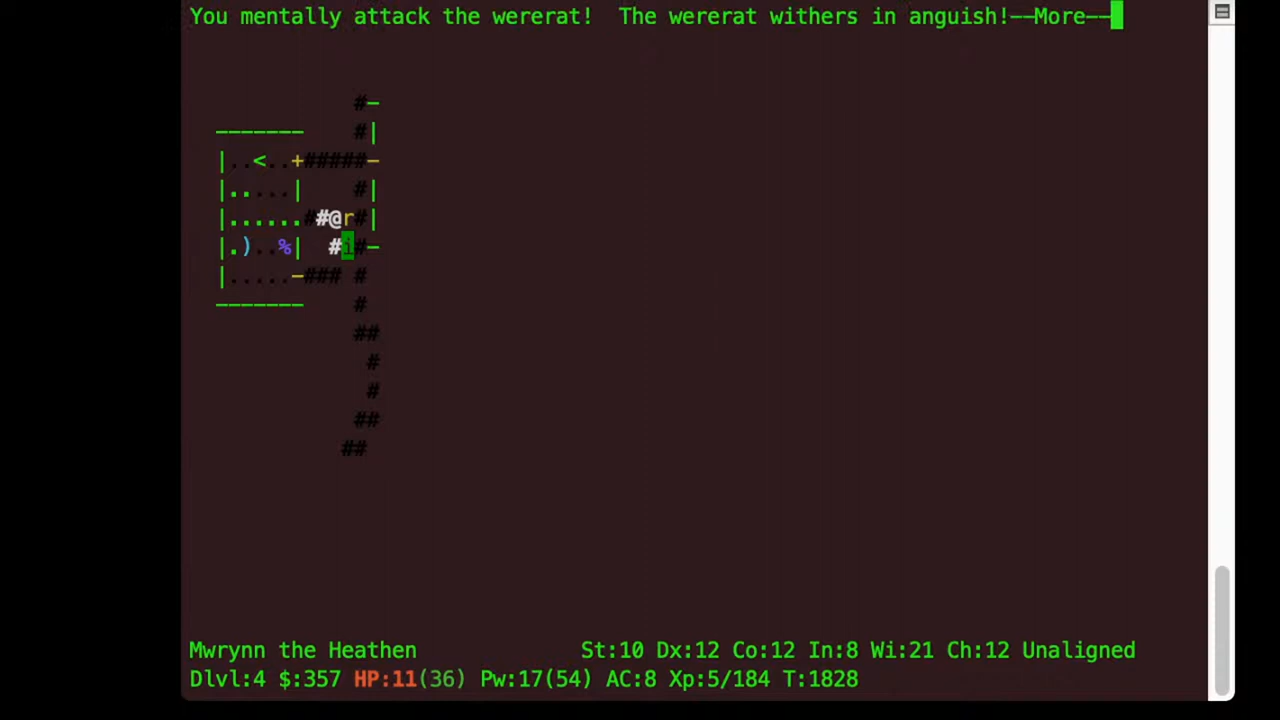 You mentally attack the wererat!  The wererat withers in anguish!--More--
#-
-------    #|
|..<..+#####-
|.....|    #|
|......##@r#|
|.)..%|  #i#-
|.....-### #
-------    #
##
#
#
##
##
Mwrynn the Heathen St:10 Dx:12 Co:12 In:8 Wi:21 Ch:12 Unaligned
Dlvl:4 $:357 HP:11(36) Pw:17(54) AC:8 Xp:5/184 T:1828